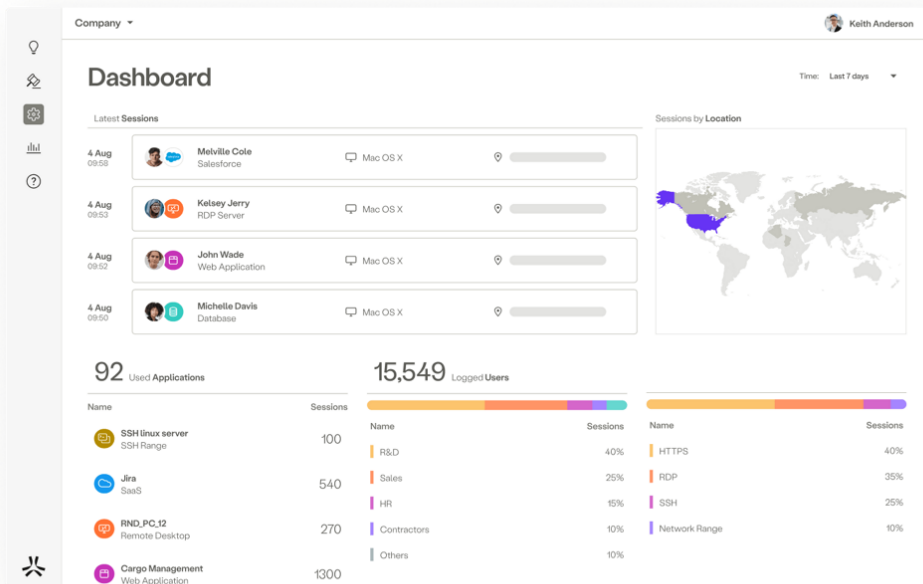 Company
Keith Anderson
Dashboard
Time: Last 7 days
Latest Sessions
Sessions by Location
4 Aug
09:58
Melville Cole
Salesforce
Mac OS X
4 Aug
09:53
Kelsey Jerry
RDP Server
Mac OS X
4 Aug
09:52
John Wade
Web Application
Mac OS X
4 Aug
09:50
Michelle Davis
Database
Mac OS X
92 Used Applications
Name Sessions
SSH linux server
SSH Range
100
Jira
SaaS
540
RND_PC_12
Remote Desktop
270
Cargo Management
Web Application
1300
15,549 Logged Users
Name Sessions
R&D 40%
Sales 25%
HR 15%
Contractors 10%
Others 10%
Name Sessions
HTTPS 40%
RDP 35%
SSH 25%
Network Range 10%